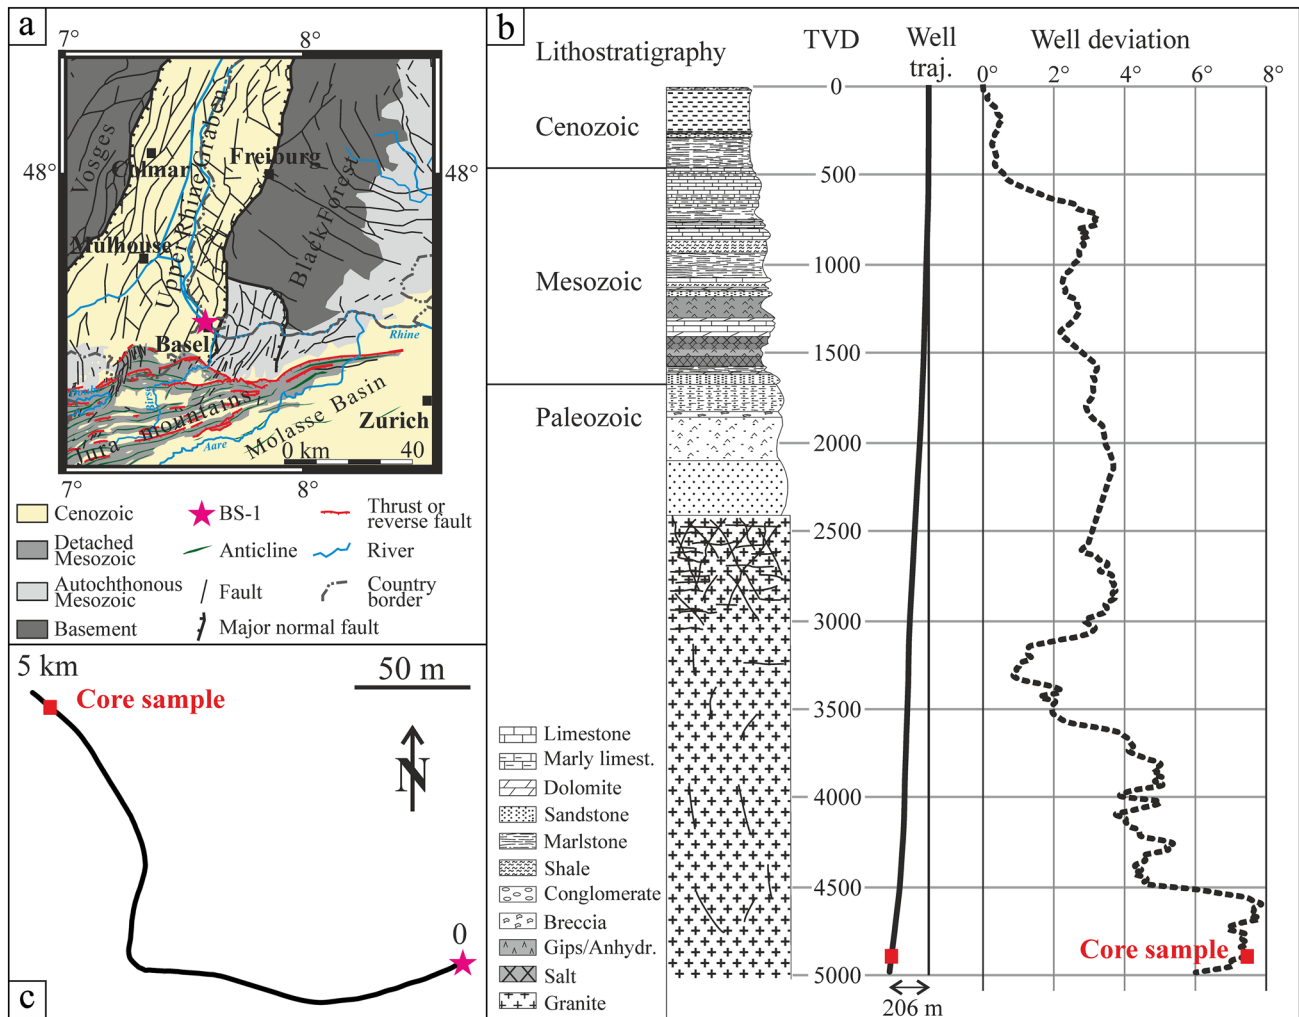 a
7°
8°
48°
48°
Vosges
Colmar
Freiburg
Upper Rhine Graben
Black Forest
Mulhouse
Basel
Rhine
Birse
Jura mountains
Molasse Basin
Aare
Zurich
0 km
40
7°
8°
Cenozoic
BS-1
Thrust or
reverse fault
Detached
Mesozoic
Anticline
River
Autochthonous
Mesozoic
Fault
Country
border
Basement
Major normal fault
b
Lithostratigraphy
TVD
Well
traj.
Well deviation
0°
2°
4°
6°
8°
Cenozoic
Mesozoic
Paleozoic
0
500
1000
1500
2000
2500
3000
3500
4000
4500
5000
Limestone
Marly limest.
Dolomite
Sandstone
Marlstone
Shale
Conglomerate
Breccia
Gips/Anhydr.
Salt
Granite
Core sample
206 m
c
5 km
Core sample
50 m
N
0